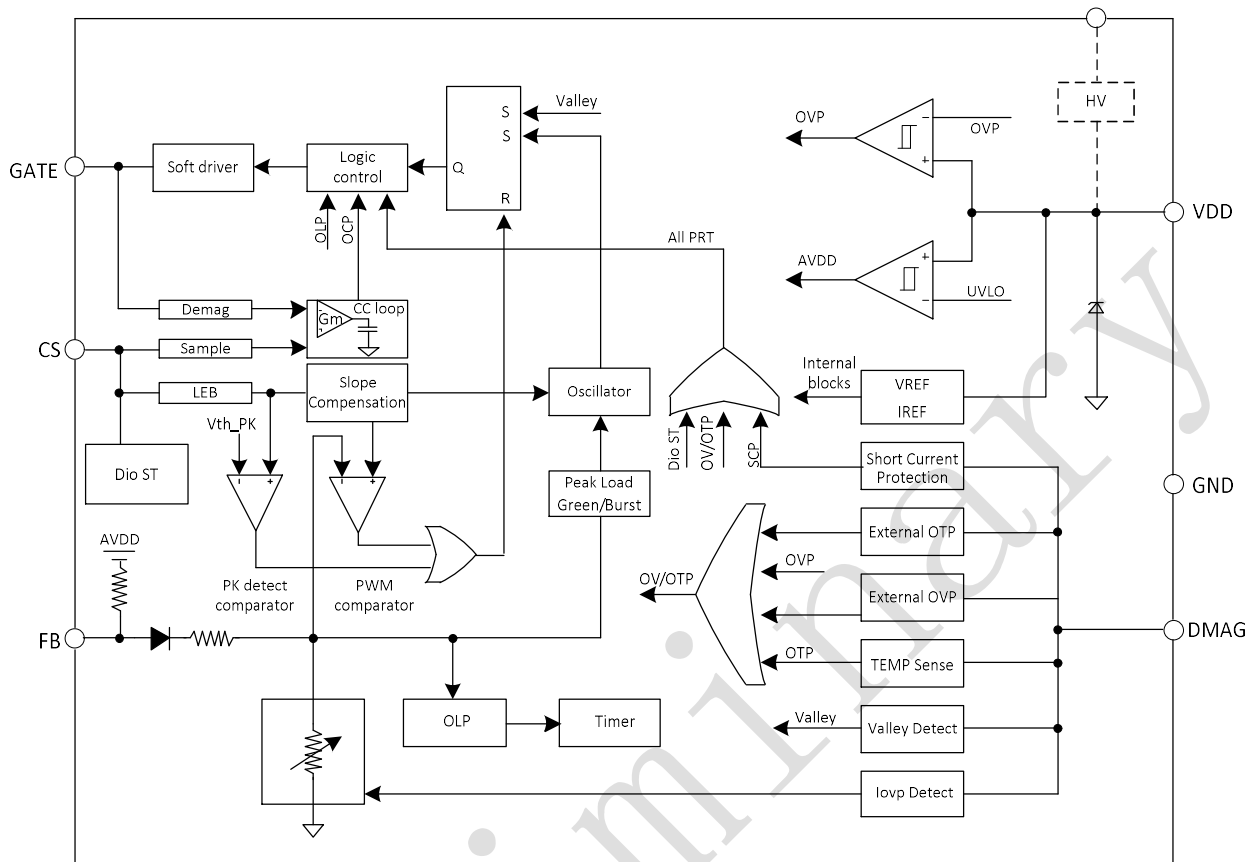 HV
Valley
S
S
Q
R
OVP
OVP
-
+
GATE
Soft driver
Logic
control
VDD
OLP
OCP
All PRT
AVDD
+
-
UVLO
Demag
CC loop
Gm
CS
Sample
LEB
Slope
Compensation
Oscillator
Internal
blocks
VREF
IREF
Vth_PK
Dio ST
OV/OTP
SCP
Dio ST
- +
- +
Peak Load
Green/Burst
Short Current
Protection
GND
External OTP
AVDD
OVP
OV/OTP
PK detect
comparator
PWM
comparator
External OVP
FB
DMAG
OTP
TEMP Sense
OLP
Timer
Valley
Valley Detect
Iovp Detect
minary